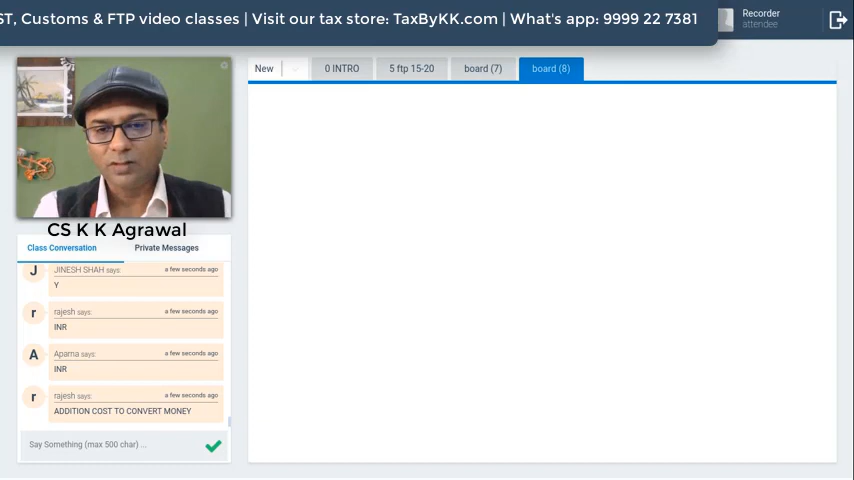 ST, Customs & FTP video classes | Visit our tax store: TaxByKK.com | What's app: 9999 22 7381
Recorder
attendee
New
0 INTRO
5 ftp 15-20
board (7)
board (8)
CS K K Agrawal
Class Conversation
Private Messages
J
JINESH SHAH says:
a few seconds ago
Y
r
rajesh says:
a few seconds ago
INR
A
Aparna says:
a few seconds ago
INR
r
rajesh says:
a few seconds ago
ADDITION COST TO CONVERT MONEY
Say Something (max 500 char) ...